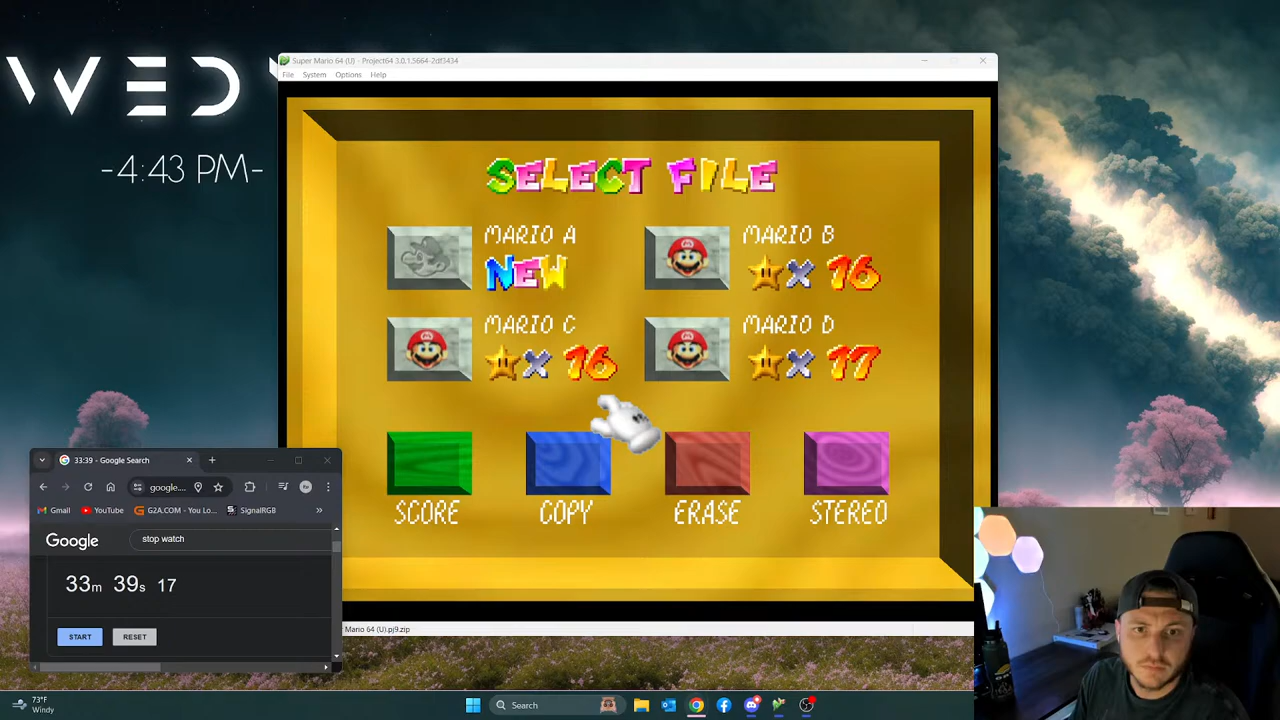 WED
-4:43 PM-
Super Mario 64 (U) - Project64 3.0.1.5664-2df3434
File System Options Help
SELECT FILE
MARIO A
NEW
MARIO B
16
MARIO C
16
MARIO D
17
SCORE
COPY
ERASE
STEREO
33:39 - Google Search
google....
Gmail YouTube G2A.COM - You Lo... SignalRGB »
Google
stop watch
33m 39s 17
START RESET
Mario 64 (U).pj9.zip
73°F
Windy
Search